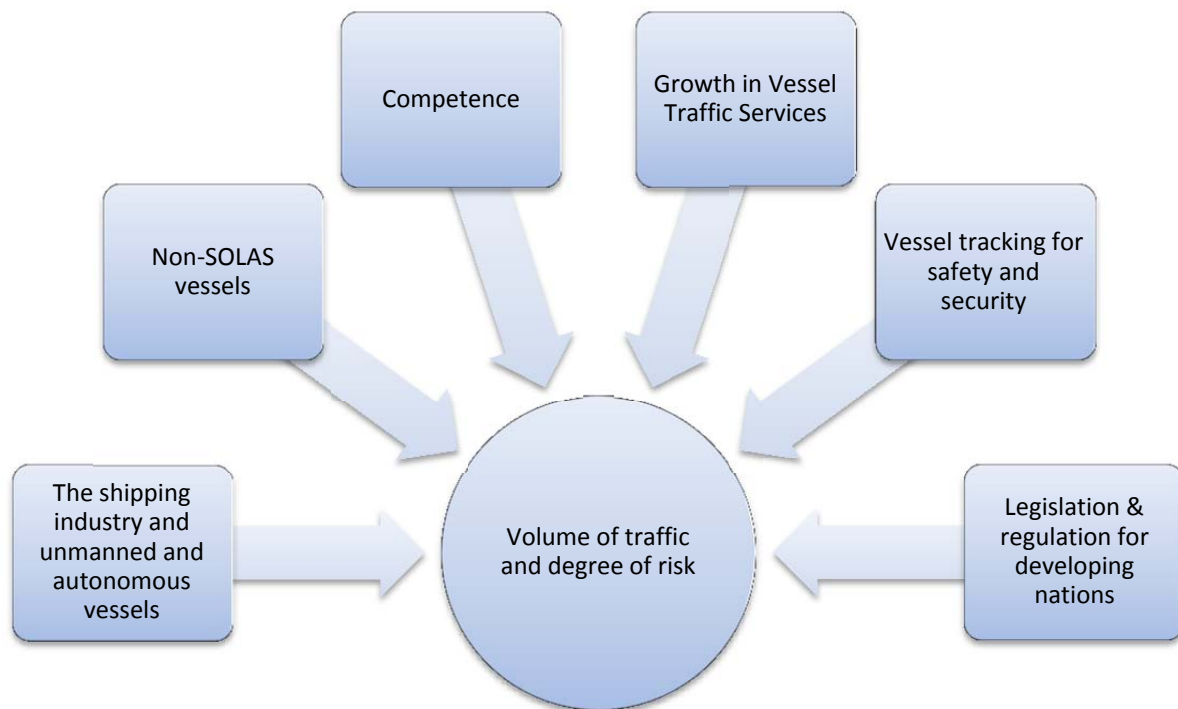 Competence
Growth in Vessel
Traffic Services
Non-SOLAS
vessels
Vessel tracking for
safety and
security
The shipping
industry and
unmanned and
autonomous
vessels
Volume of traffic
and degree of risk
Legislation &
regulation for
developing
nations